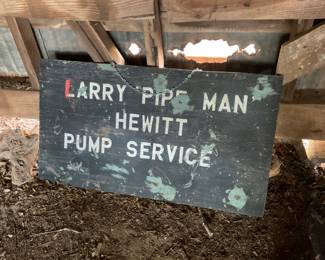 LARRY PIPE MAN
HEWITT
PUMP SERVICE